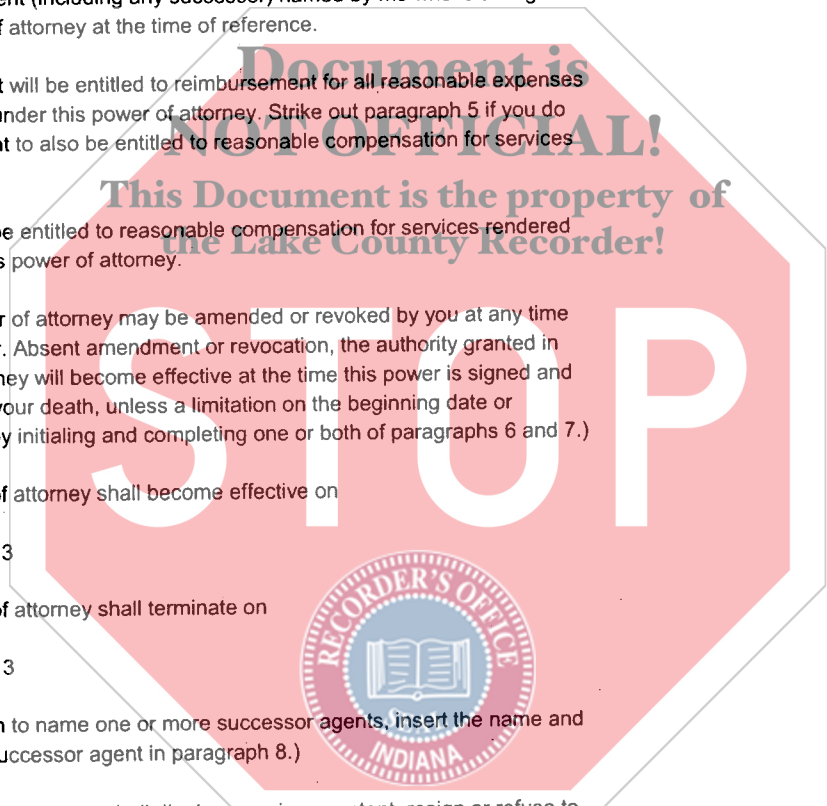 of attorney at the time of reference.
Document is
t will be entitled to reimbursement for all reasonable expenses
under this power of attorney. Strike out paragraph 5 if you do
NOT OFFICIAL!
nt to also be entitled to reasonable compensation for services
This Document is the property of
be entitled to reasonable compensation for services rendered
the Lake County Recorder!
s power of attorney.
r of attorney may be amended or revoked by you at any time
. Absent amendment or revocation, the authority granted in
ney will become effective at the time this power is signed and
your death, unless a limitation on the beginning date or
y initialing and completing one or both of paragraphs 6 and 7.)
STOP
of attorney shall become effective on
3
RECORDER'S OFFICE
of attorney shall terminate on
3
n to name one or more successor agents, insert the name and
uccessor agent in paragraph 8.)
INDIANA